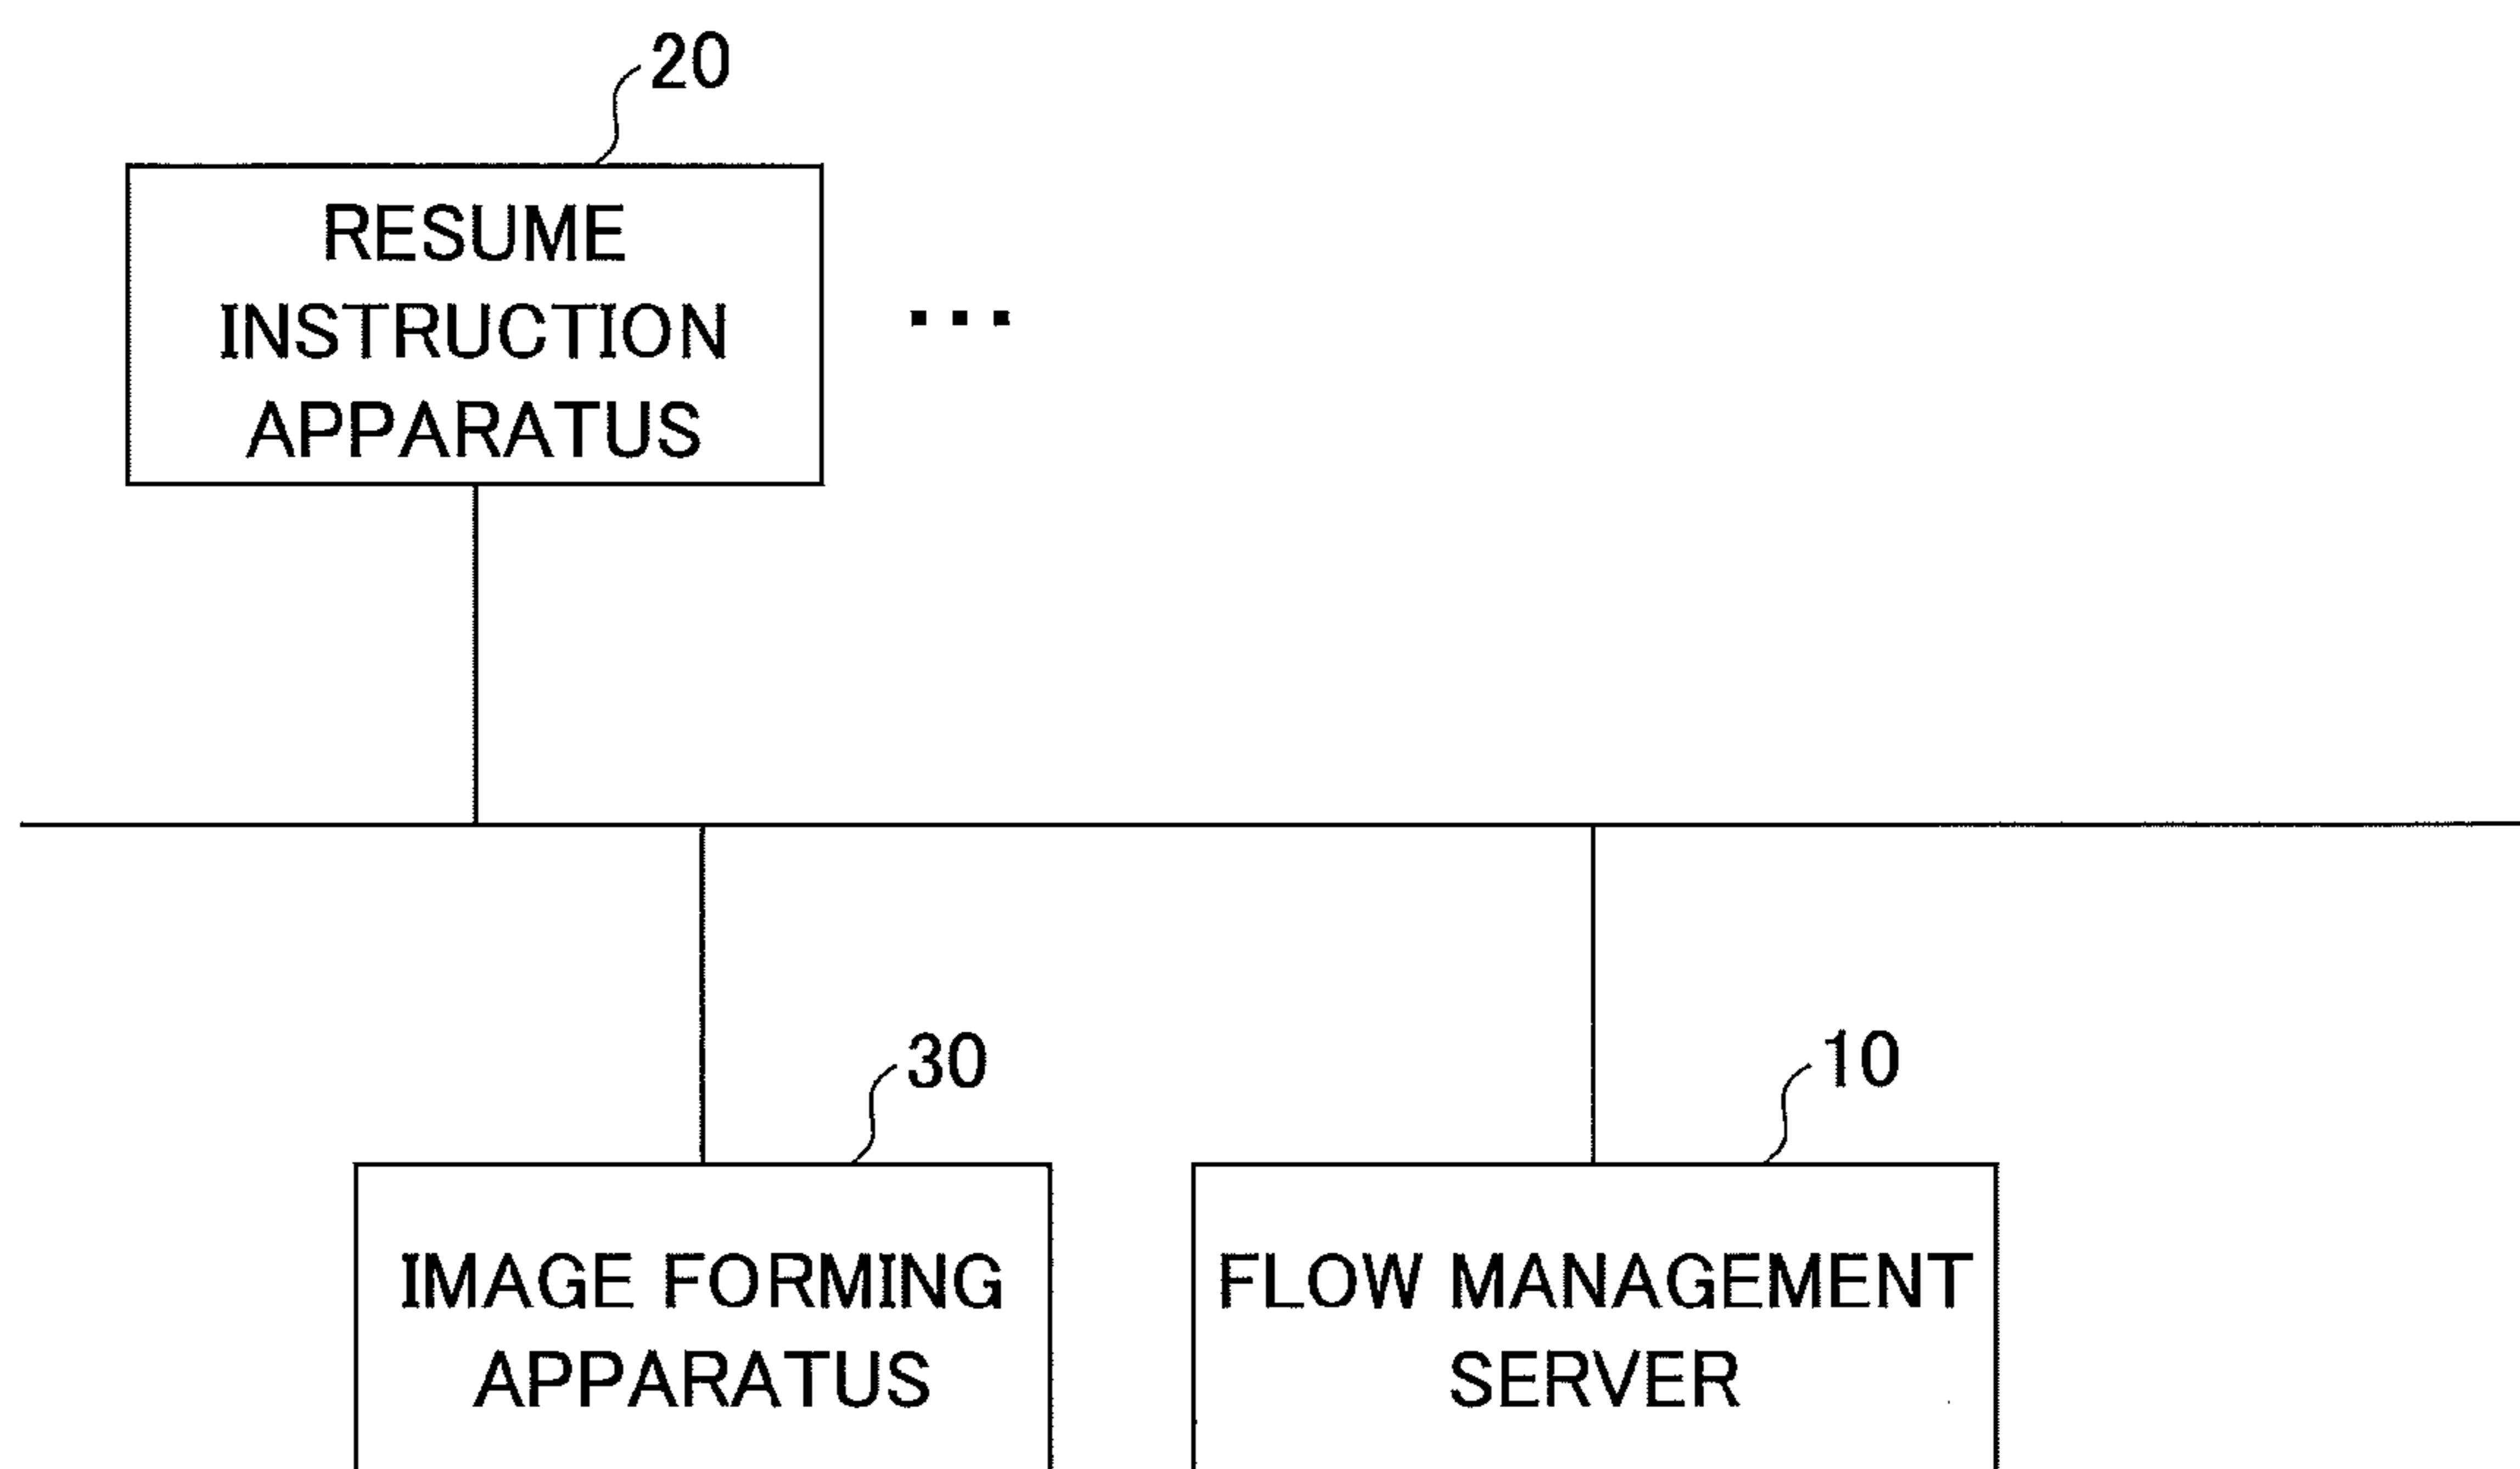 20
RESUME
INSTRUCTION
APPARATUS
...
30
10
IMAGE FORMING
APPARATUS
FLOW MANAGEMENT
SERVER